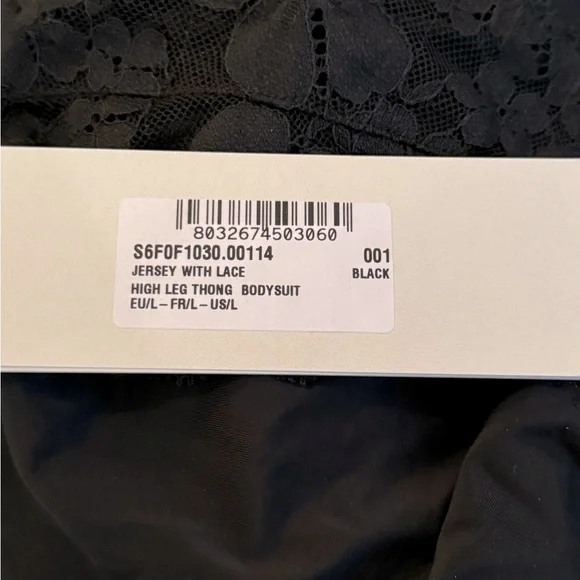 8032674503060
S6F0F1030.00114 001
JERSEY WITH LACE BLACK
HIGH LEG THONG BODYSUIT
EU/L-FR/L-US/L